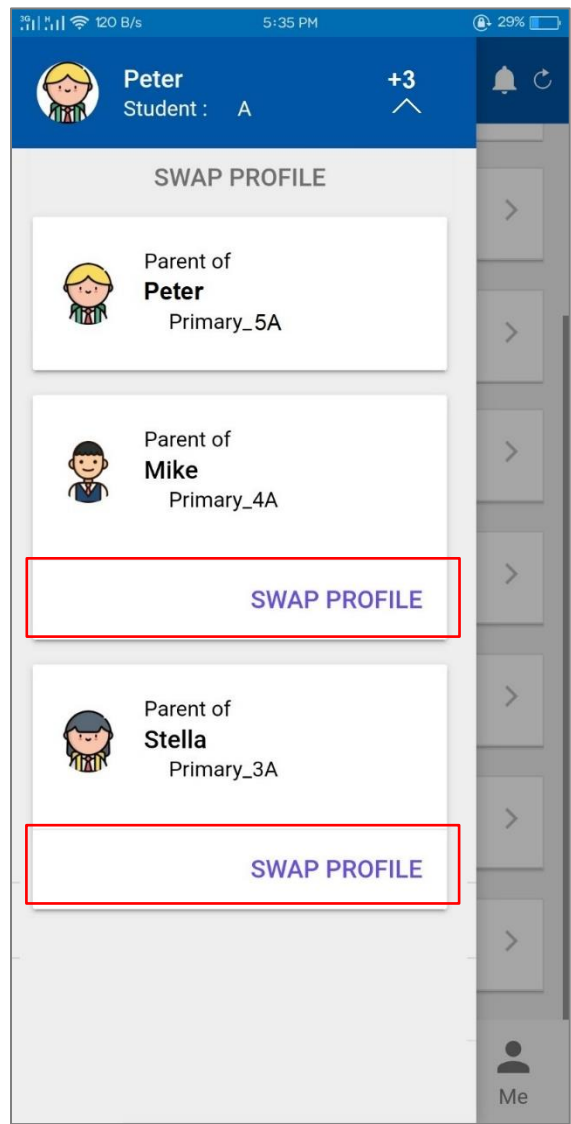 3G 120 B/s 5:35 PM 29%
Peter +3
Student : A
SWAP PROFILE
Parent of
Peter
Primary_5A
Parent of
Mike
Primary_4A
SWAP PROFILE
Parent of
Stella
Primary_3A
SWAP PROFILE
Me